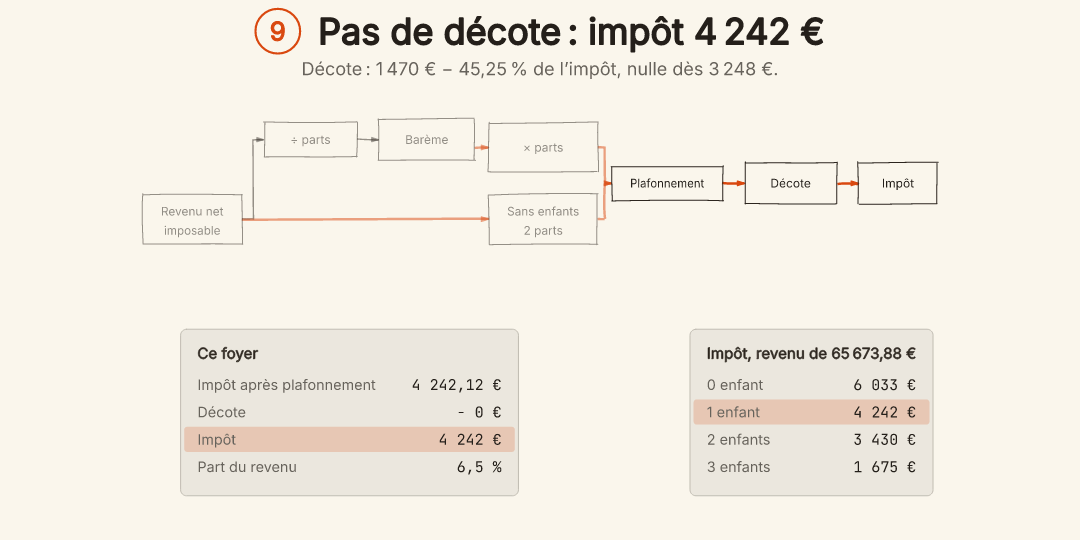 9 Pas de décote : impôt 4 242 €
Décote : 1 470 € − 45,25 % de l’impôt, nulle dès 3 248 €.
÷ parts
Barème
× parts
Plafonnement
Décote
Impôt
Revenu net
imposable
Sans enfants
2 parts
Ce foyer
Impôt après plafonnement 4 242,12 €
Décote - 0 €
Impôt 4 242 €
Part du revenu 6,5 %
Impôt, revenu de 65 673,88 €
0 enfant 6 033 €
1 enfant 4 242 €
2 enfants 3 430 €
3 enfants 1 675 €